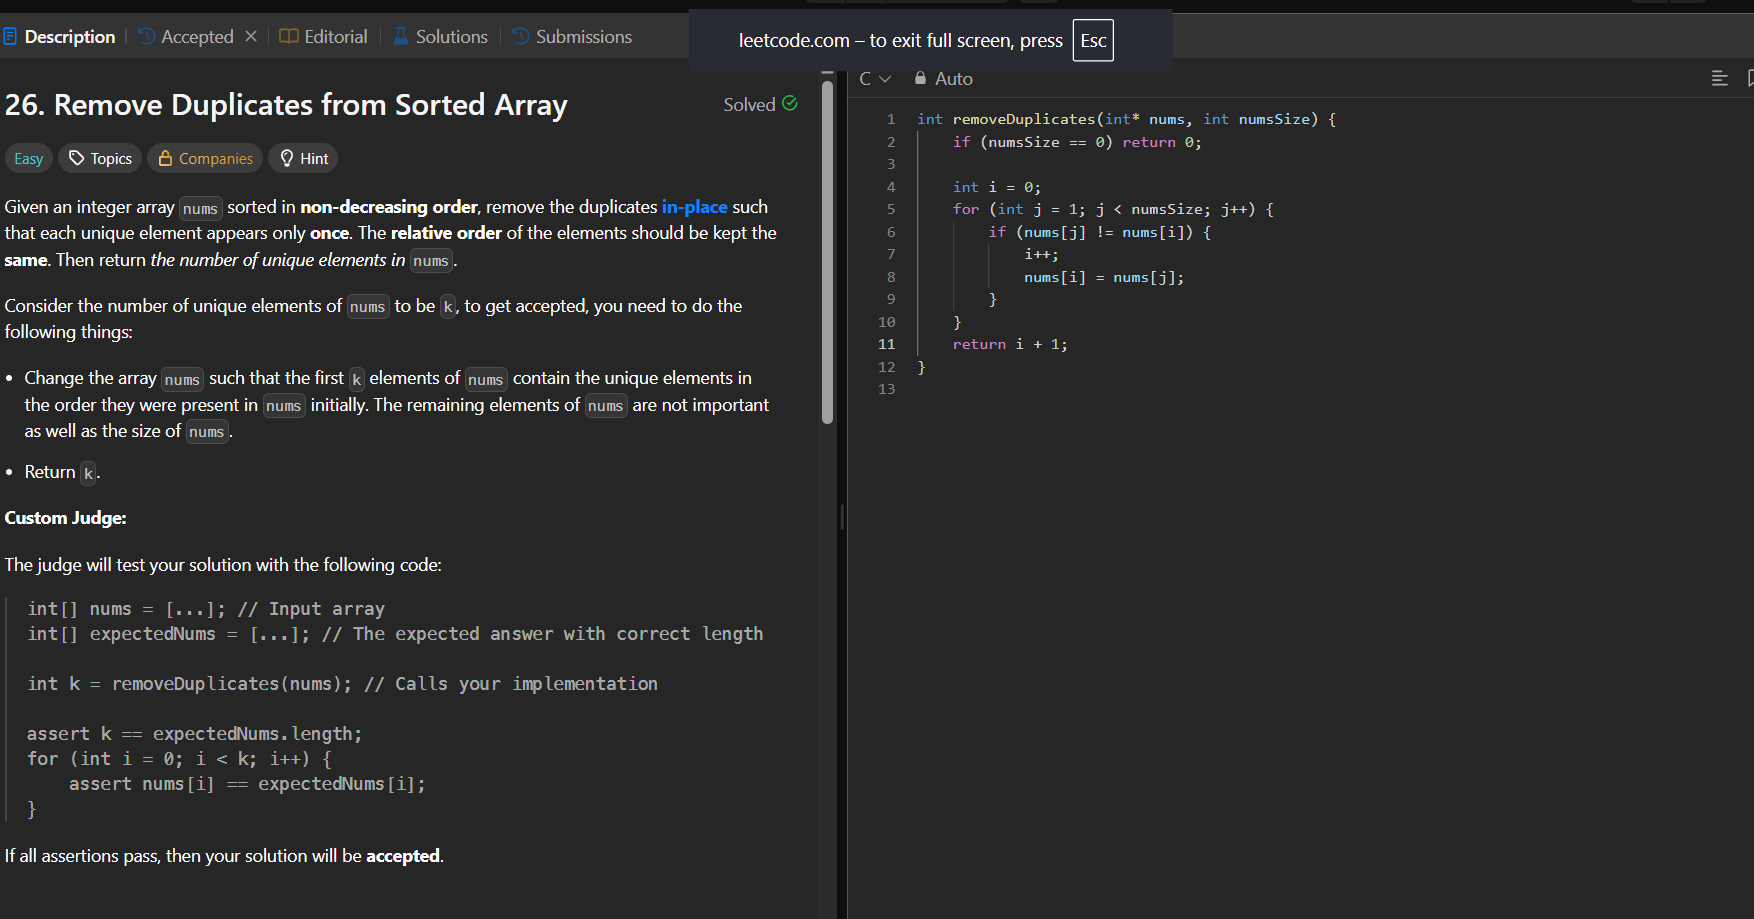 Description
Accepted
Editorial
Solutions
Submissions
leetcode.com – to exit full screen, press Esc
26. Remove Duplicates from Sorted Array
Solved
Easy
Topics
Companies
Hint
Given an integer array nums sorted in non-decreasing order, remove the duplicates in-place such
that each unique element appears only once. The relative order of the elements should be kept the
same. Then return the number of unique elements in nums.
Consider the number of unique elements of nums to be k, to get accepted, you need to do the
following things:
• Change the array nums such that the first k elements of nums contain the unique elements in
the order they were present in nums initially. The remaining elements of nums are not important
as well as the size of nums.
• Return k.
Custom Judge:
The judge will test your solution with the following code:
int[] nums = [...]; // Input array
int[] expectedNums = [...]; // The expected answer with correct length
int k = removeDuplicates(nums); // Calls your implementation
assert k == expectedNums.length;
for (int i = 0; i < k; i++) {
    assert nums[i] == expectedNums[i];
}
If all assertions pass, then your solution will be accepted.
C
Auto
1 int removeDuplicates(int* nums, int numsSize) {
2     if (numsSize == 0) return 0;
3
4     int i = 0;
5     for (int j = 1; j < numsSize; j++) {
6         if (nums[j] != nums[i]) {
7             i++;
8             nums[i] = nums[j];
9         }
10     }
11     return i + 1;
12 }
13